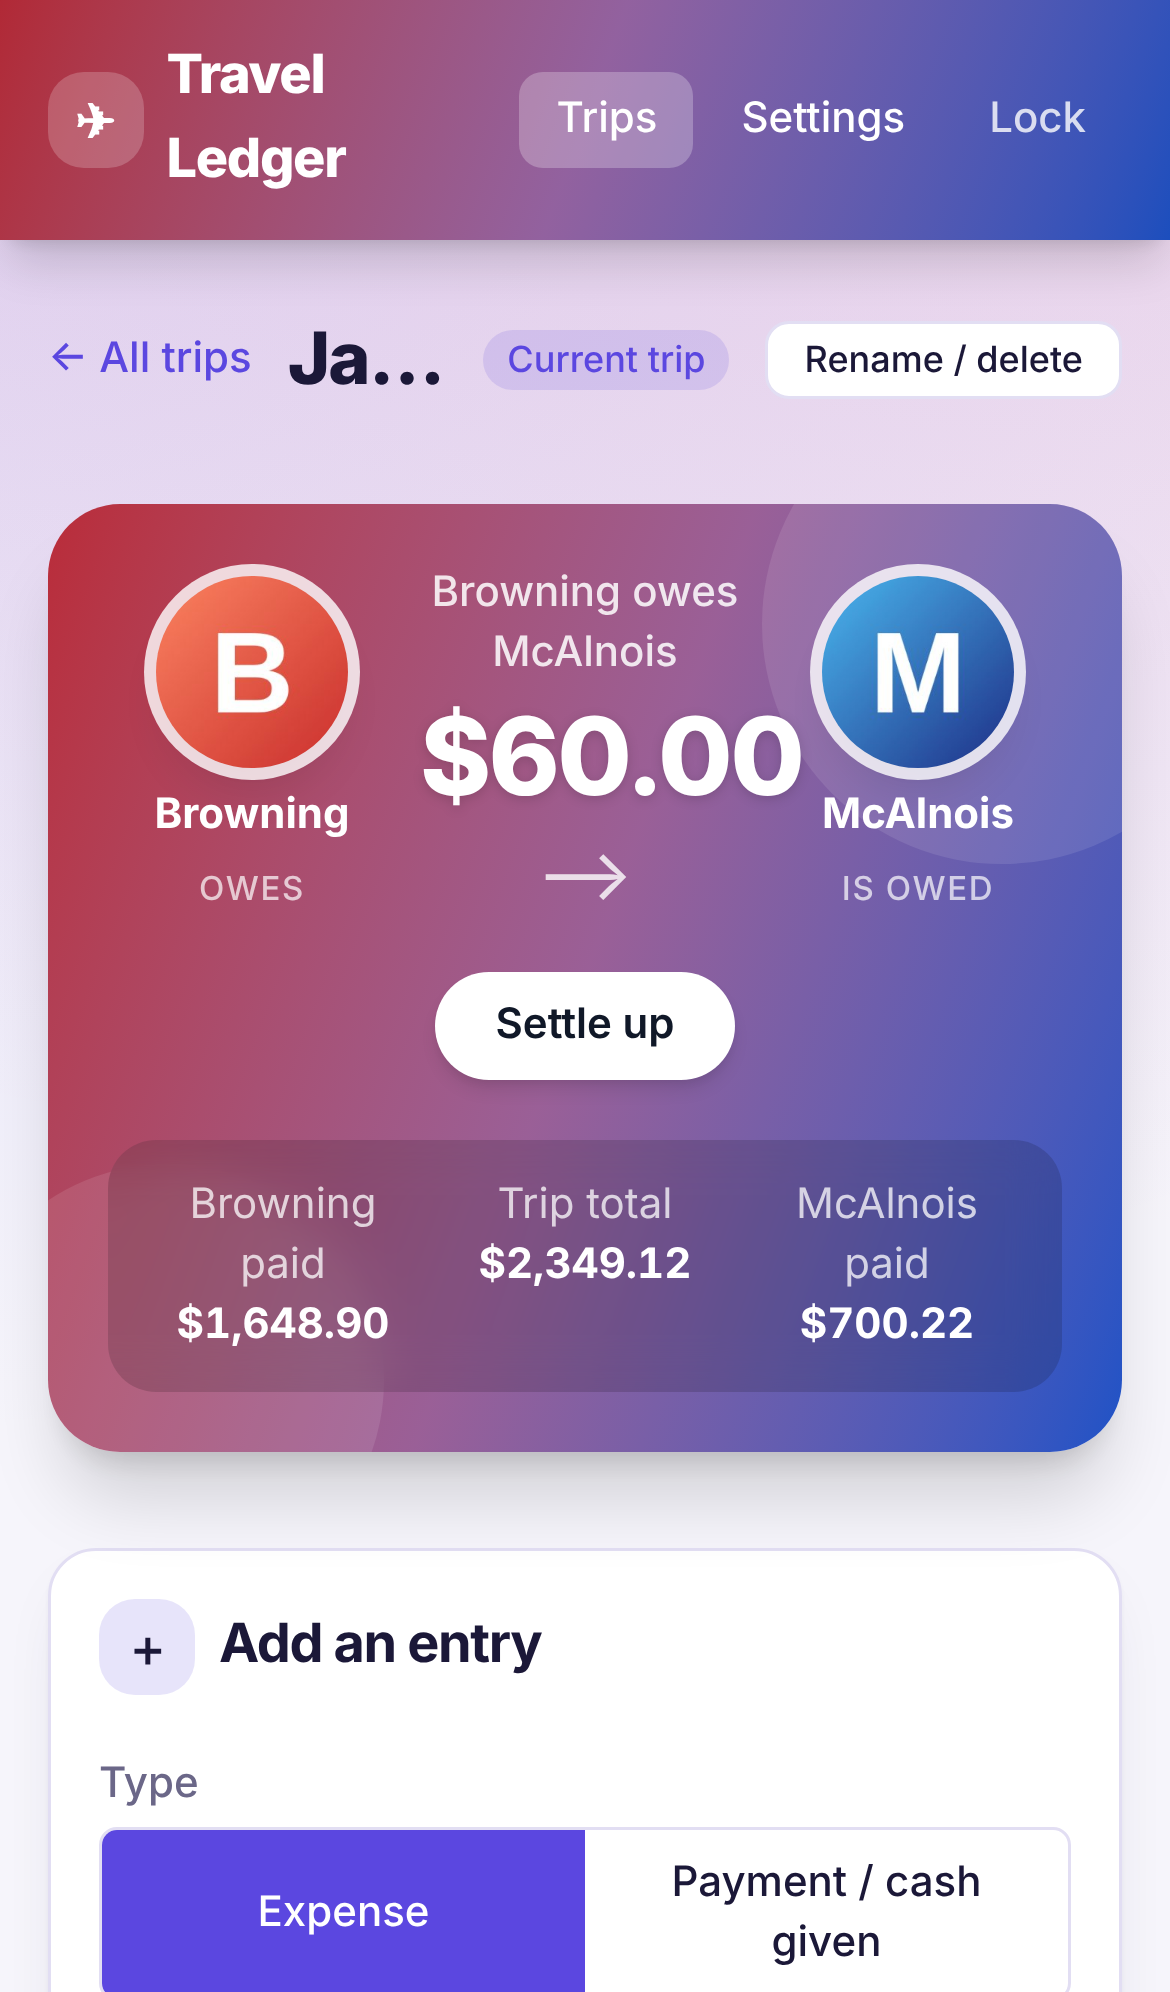 Travel
Ledger
Trips
Settings
Lock
← All trips
Ja...
Current trip
Rename / delete
B
Browning
OWES
Browning owes
McAlnois
$60.00
→
M
McAlnois
IS OWED
Settle up
Browning
paid
$1,648.90
Trip total
$2,349.12
McAlnois
paid
$700.22
+
Add an entry
Type
Expense
Payment / cash
given